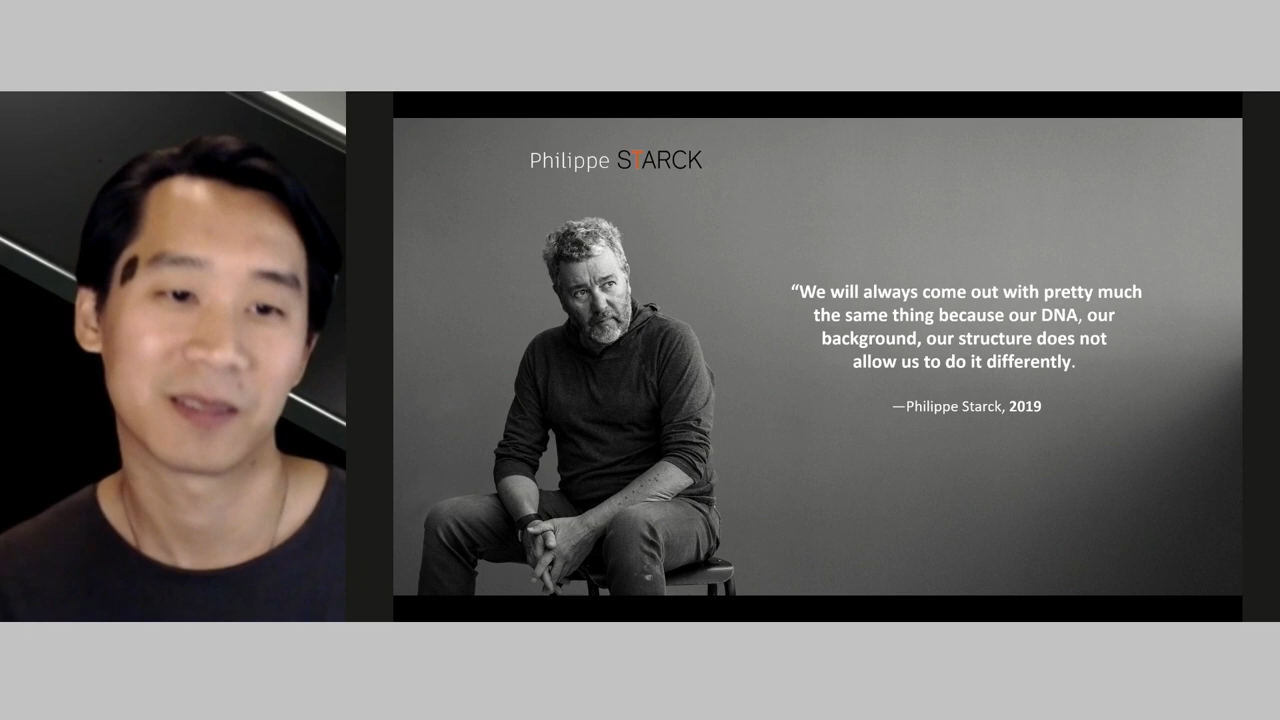 Philippe STARCK
“We will always come out with pretty much
the same thing because our DNA, our
background, our structure does not
allow us to do it differently.
—Philippe Starck, 2019